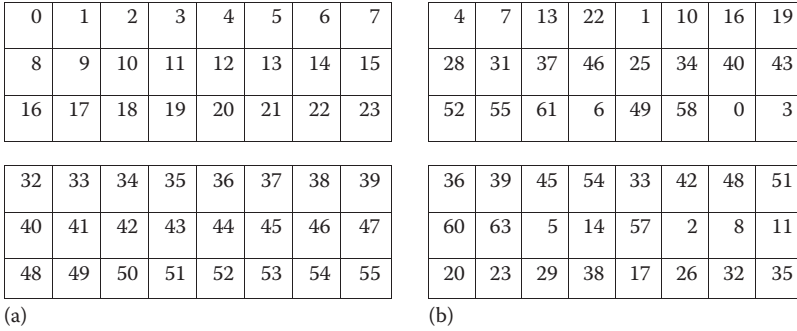 0 1 2 3 4 5 6 7
8 9 10 11 12 13 14 15
16 17 18 19 20 21 22 23
32 33 34 35 36 37 38 39
40 41 42 43 44 45 46 47
48 49 50 51 52 53 54 55
(a)
4 7 13 22 1 10 16 19
28 31 37 46 25 34 40 43
52 55 61 6 49 58 0 3
36 39 45 54 33 42 48 51
60 63 5 14 57 2 8 11
20 23 29 38 17 26 32 35
(b)